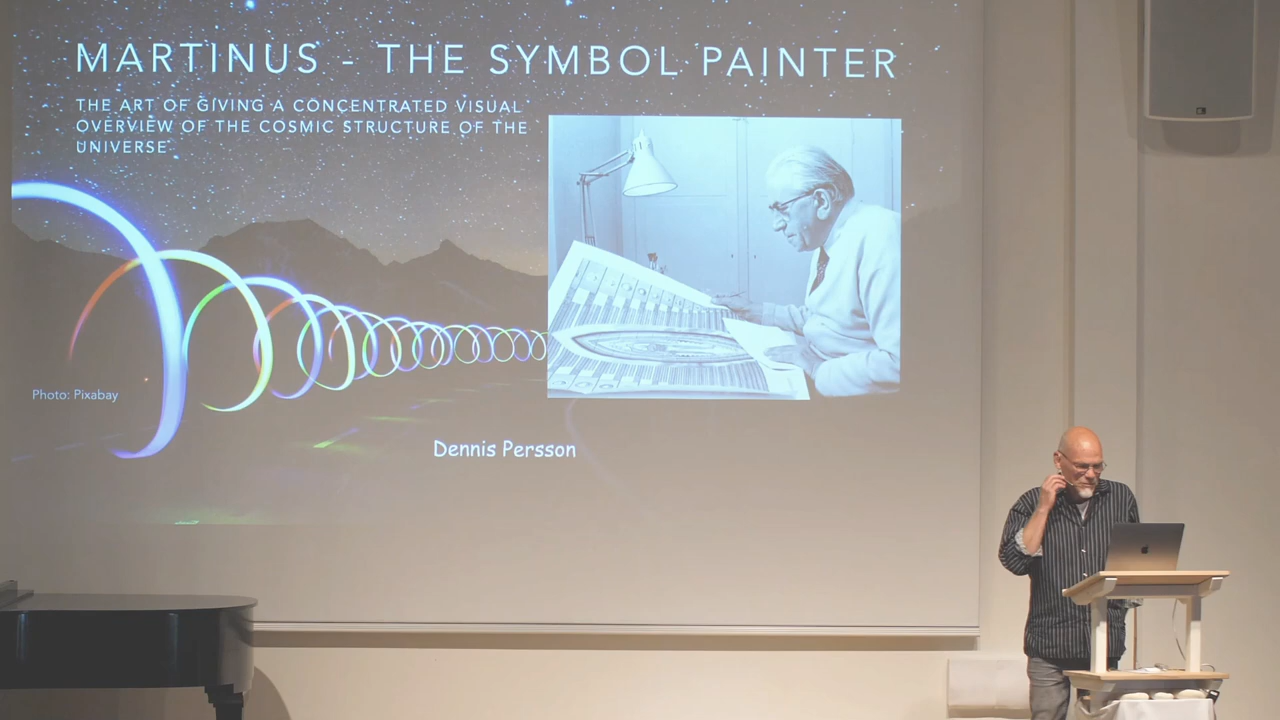 MARTINUS - THE SYMBOL PAINTER
THE ART OF GIVING A CONCENTRATED VISUAL
OVERVIEW OF THE COSMIC STRUCTURE OF THE
UNIVERSE
Photo: Pixabay
Dennis Persson